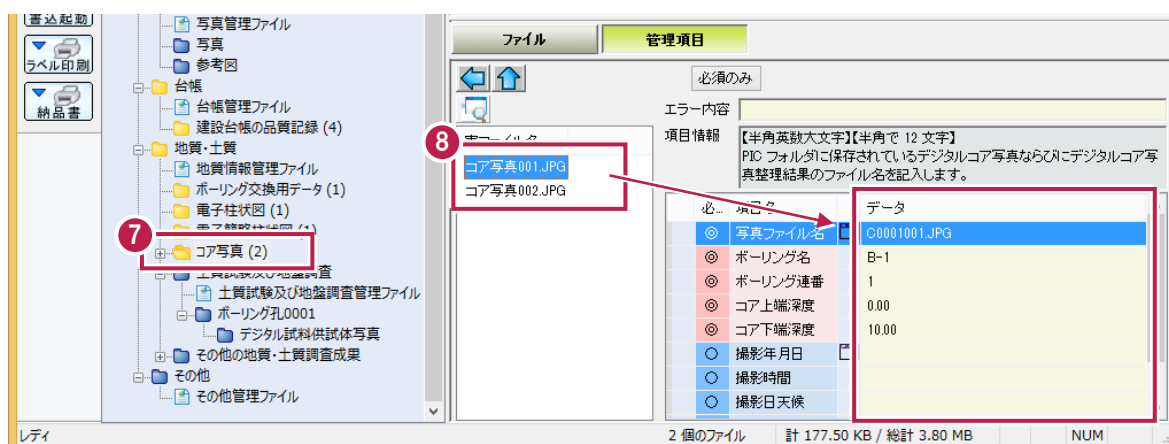 書込起動
ラベル印刷
納品書
写真管理ファイル
写真
参考図
台帳
台帳管理ファイル
建設台帳の品質記録 (4)
地質・土質
地質情報管理ファイル
ボーリング交換用データ (1)
電子柱状図 (1)
7
コア写真 (2)
土質試験及び地盤調査
土質試験及び地盤調査管理ファイル
ボーリング孔0001
デジタル試料供試体写真
その他の地質・土質調査成果
その他
その他管理ファイル
ファイル
管理項目
必須のみ
エラー内容
項目情報
【半角英数大文字】【半角で 12 文字】
PIC フォルダに保存されているデジタルコア写真ならびにデジタルコア写
真整理結果のファイル名を記入します。
8
コア写真001.JPG
コア写真002.JPG
必... 項目名 データ
◎ 写真ファイル名 C0001001.JPG
◎ ボーリング名 B-1
◎ ボーリング連番 1
◎ コア上端深度 0.00
◎ コア下端深度 10.00
○ 撮影年月日
○ 撮影時間
○ 撮影日天候
レディ
2 個のファイル
計 177.50 KB / 総計 3.80 MB
NUM